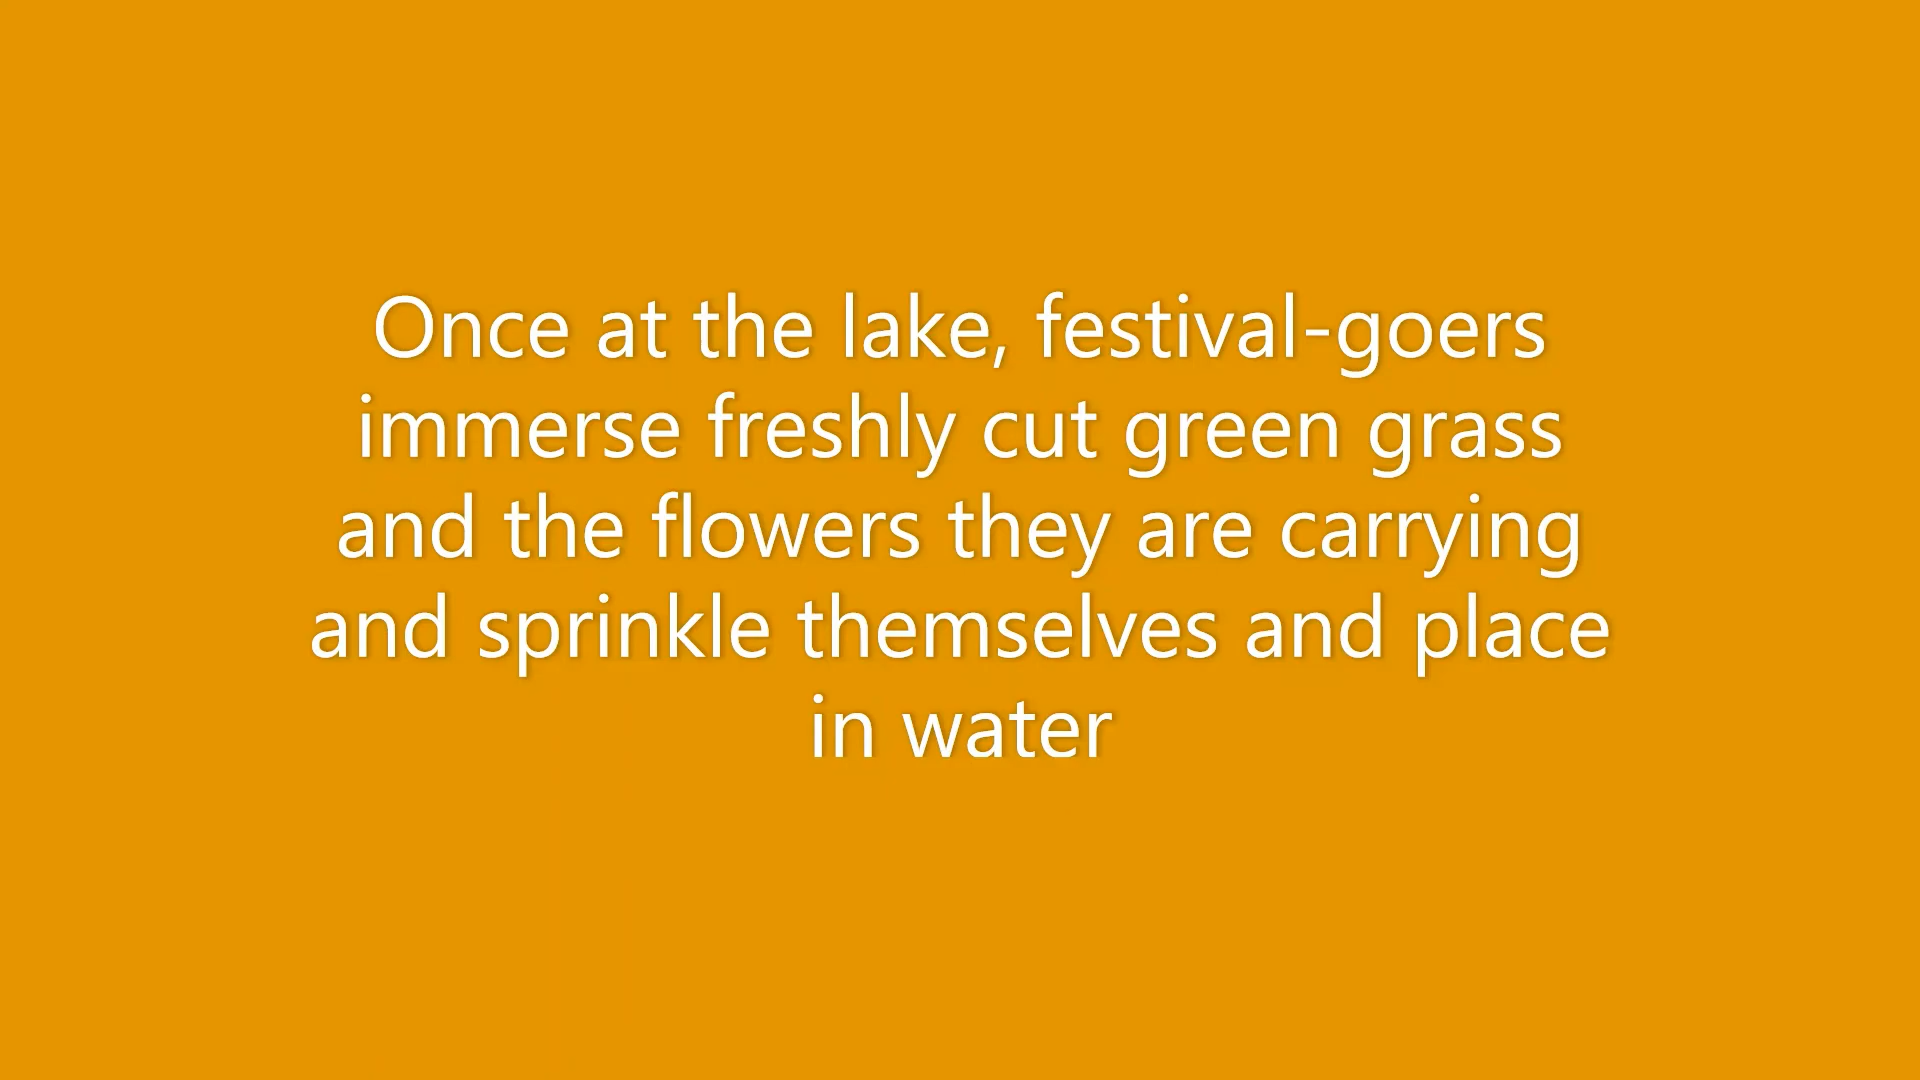 Once at the lake, festival-goers
immerse freshly cut green grass
and the flowers they are carrying
and sprinkle themselves and place
in water